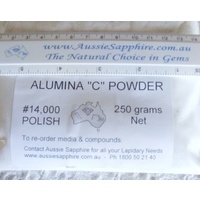 www.AussieSapphire.com.au
The Natural Choice in Gems
ALUMINA "C" POWDER
#14,000
POLISH
250 grams
Net
To re-order media & compounds
Contact Aussie Sapphire for all your Lapidary Needs
www.aussiesapphire.com.au - Ph 1800 50 21 40